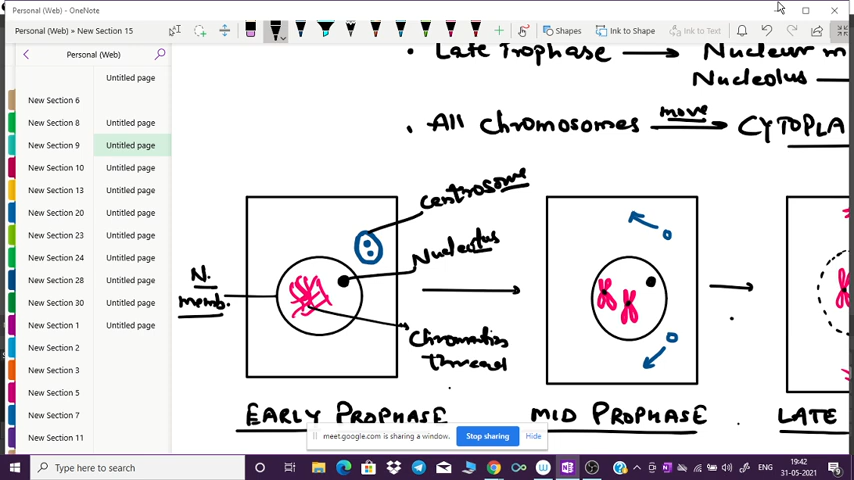 Personal (Web) - OneNote
Personal (Web) » New Section 15
Shapes
Ink to Shape
Ink to Text
Personal (Web)
Untitled page
New Section 6
New Section 8 Untitled page
New Section 9 Untitled page
New Section 10 Untitled page
New Section 13 Untitled page
New Section 20 Untitled page
New Section 23 Untitled page
New Section 24 Untitled page
New Section 28 Untitled page
New Section 30 Untitled page
New Section 1 Untitled page
New Section 2
New Section 3
New Section 5
New Section 7
New Section 11
• Late Prophase → Nuclear m
Nucleolus
• All chromosomes move → CYTOPLA
Centrosome
Nucleolus
N.
memb.
Chromatin
Thread
EARLY PROPHASE
MID PROPHASE
LATE
meet.google.com is sharing a window. Stop sharing Hide
Type here to search
ENG
19:42
31-05-2021